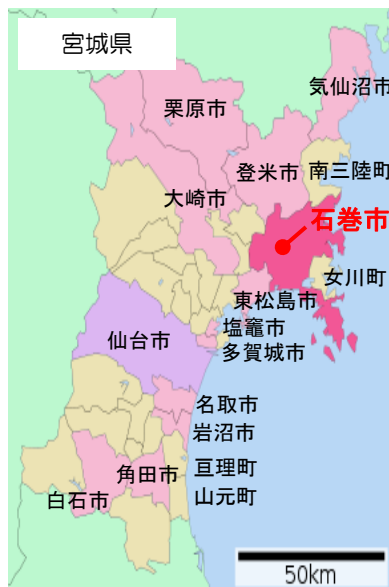 宮城県
気仙沼市
栗原市
登米市
南三陸町
大崎市
石巻市
女川町
東松島市
塩竈市
仙台市
多賀城市
名取市
岩沼市
亘理町
角田市
山元町
白石市
50km